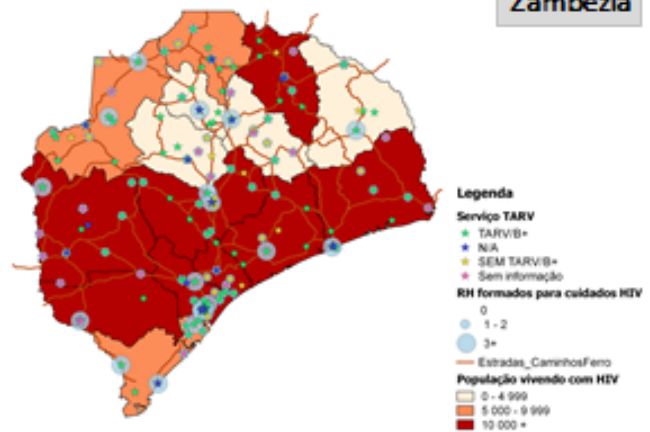 Zambézia
Legenda
Serviço TARV
TARV/B+
N/A
SEM TARV/B+
Sem informação
RH formados para cuidados HIV
0
1 - 2
3+
Estradas_CaminhosFerro
População vivendo com HIV
0 - 4 999
5 000 - 9 999
10 000 +